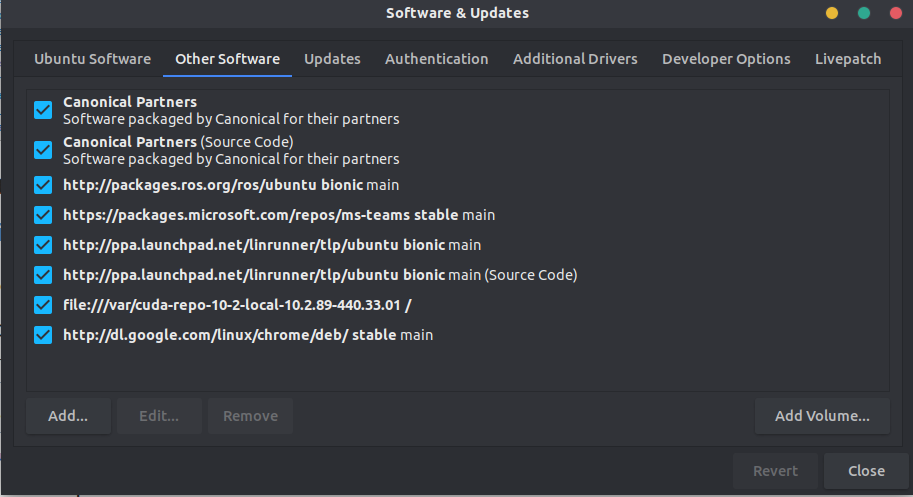 Software & Updates
Ubuntu Software Other Software Updates Authentication Additional Drivers Developer Options Livepatch
Canonical Partners
Software packaged by Canonical for their partners
Canonical Partners (Source Code)
Software packaged by Canonical for their partners
http://packages.ros.org/ros/ubuntu bionic main
https://packages.microsoft.com/repos/ms-teams stable main
http://ppa.launchpad.net/linrunner/tlp/ubuntu bionic main
http://ppa.launchpad.net/linrunner/tlp/ubuntu bionic main (Source Code)
file:///var/cuda-repo-10-2-local-10.2.89-440.33.01 /
http://dl.google.com/linux/chrome/deb/ stable main
Add... Edit... Remove Add Volume...
Revert Close